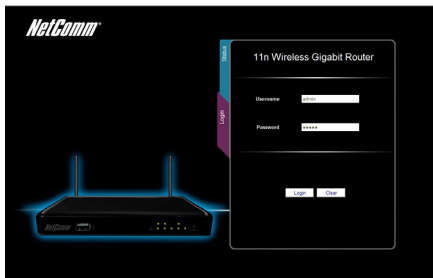 NetComm
Status
11n Wireless Gigabit Router
Username
admin
Login
Password
•••••
Login Clear
NetComm